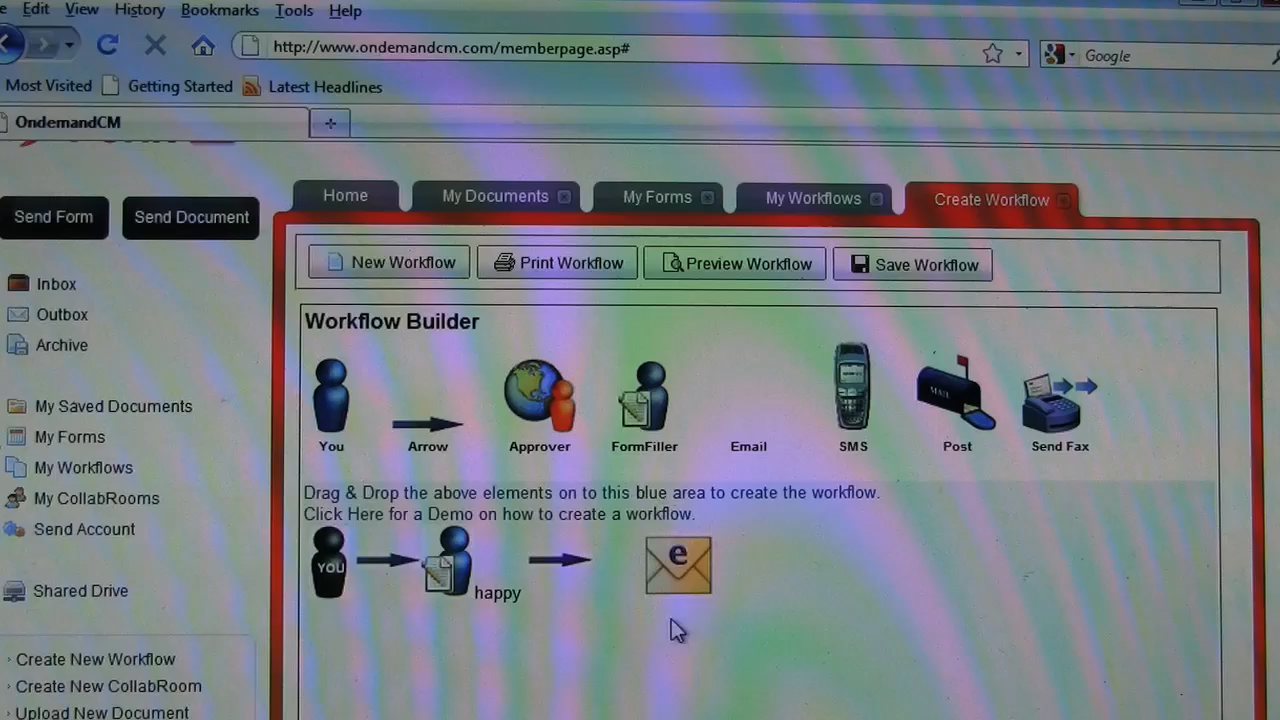 Edit View History Bookmarks Tools Help
http://www.ondemandcm.com/memberpage.asp#
Google
Most Visited Getting Started Latest Headlines
OndemandCM
Send Form Send Document
Home My Documents My Forms My Workflows Create Workflow
New Workflow Print Workflow Preview Workflow Save Workflow
Inbox
Outbox
Archive
My Saved Documents
My Forms
My Workflows
My CollabRooms
Send Account
Shared Drive
Create New Workflow
Create New CollabRoom
Upload New Document
Workflow Builder
MAIL
You Arrow Approver FormFiller Email SMS Post Send Fax
Drag & Drop the above elements on to this blue area to create the workflow.
Click Here for a Demo on how to create a workflow.
YOU
e
happy